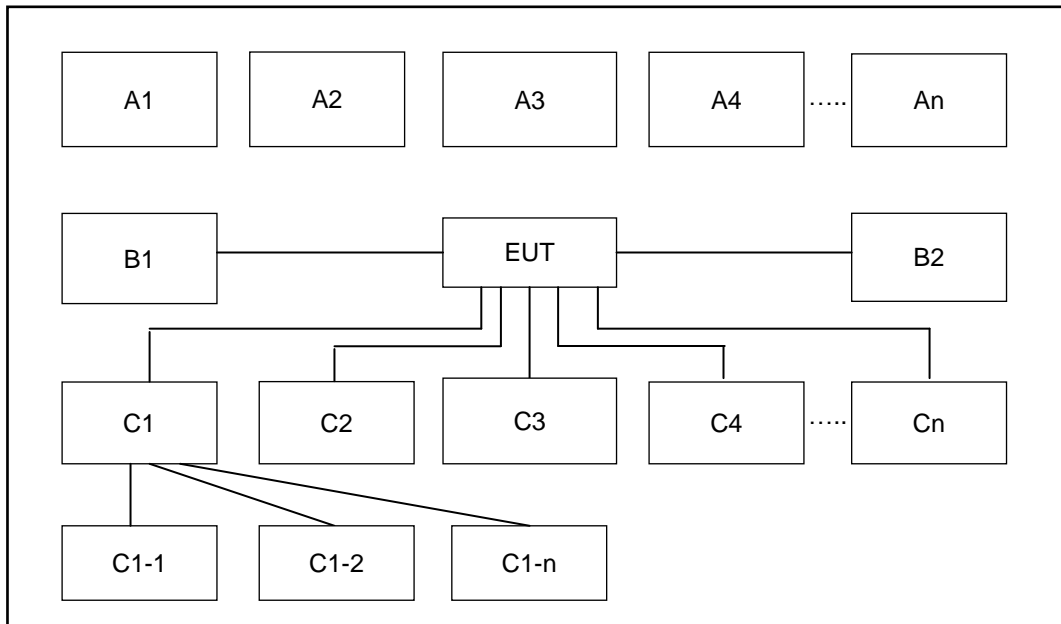 A1 A2 A3 A4 ..... An
B1 EUT B2
C1 C2 C3 C4 ..... Cn
C1-1 C1-2 C1-n